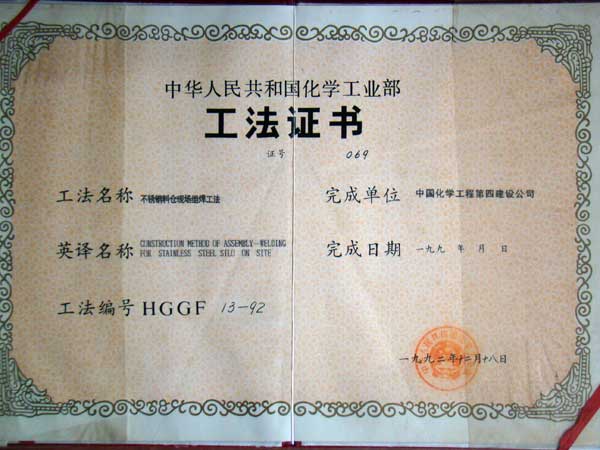 中华人民共和国化学工业部
工法证书
证号 069
工法名称 不锈钢料仓现场组焊工法
英译名称 CONSTRUCTION METHOD OF ASSEMBLY—WELDING
FOR STAINLESS STEEL SILO ON SITE
工法编号 HGGF 13-92
完成单位 中国化学工程第四建设公司
完成日期 一九九 年 月 日
一九九二年十二月十八日